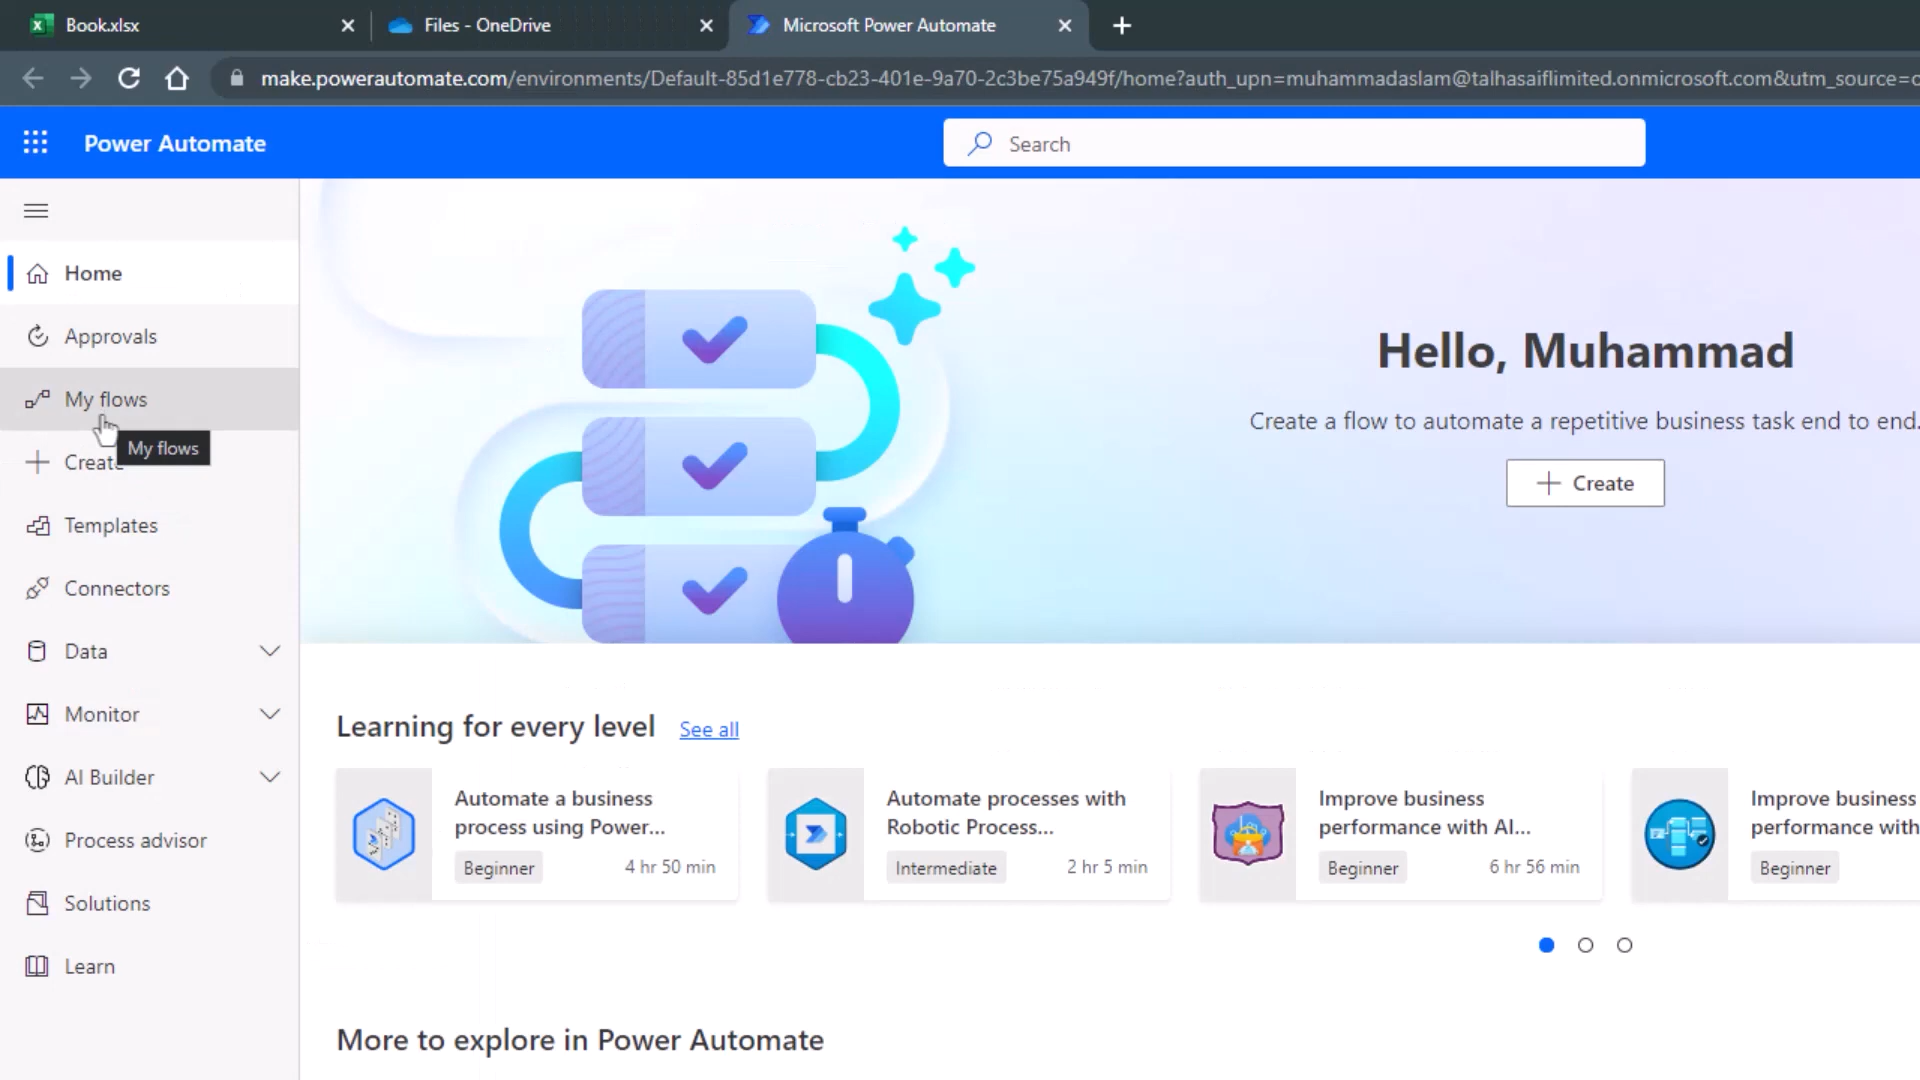 Book.xlsx
Files - OneDrive
Microsoft Power Automate
make.powerautomate.com/environments/Default-85d1e778-cb23-401e-9a70-2c3be75a949f/home?auth_upn=muhammadaslam@talhasaiflimited.onmicrosoft.com&utm_source=
Power Automate
Search
Home
Approvals
My flows
My flows
Create
Templates
Connectors
Data
Monitor
AI Builder
Process advisor
Solutions
Learn
Hello, Muhammad
Create a flow to automate a repetitive business task end to end.
Create
Learning for every level See all
Automate a business
process using Power...
Beginner 4 hr 50 min
Automate processes with
Robotic Process...
Intermediate 2 hr 5 min
Improve business
performance with AI...
Beginner 6 hr 56 min
Improve business
performance with
Beginner
More to explore in Power Automate